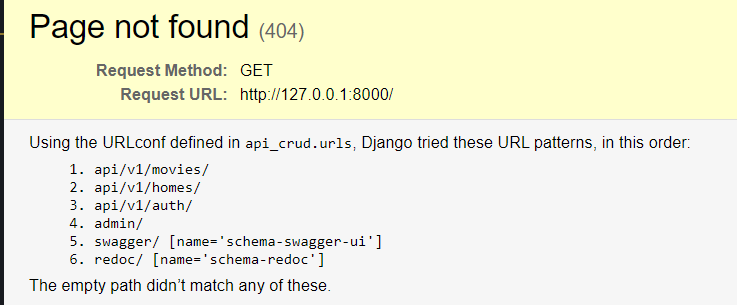 Page not found (404)
Request Method: GET
Request URL: http://127.0.0.1:8000/
Using the URLconf defined in api_crud.urls, Django tried these URL patterns, in this order:
1. api/v1/movies/
2. api/v1/homes/
3. api/v1/auth/
4. admin/
5. swagger/ [name='schema-swagger-ui']
6. redoc/ [name='schema-redoc']
The empty path didn’t match any of these.